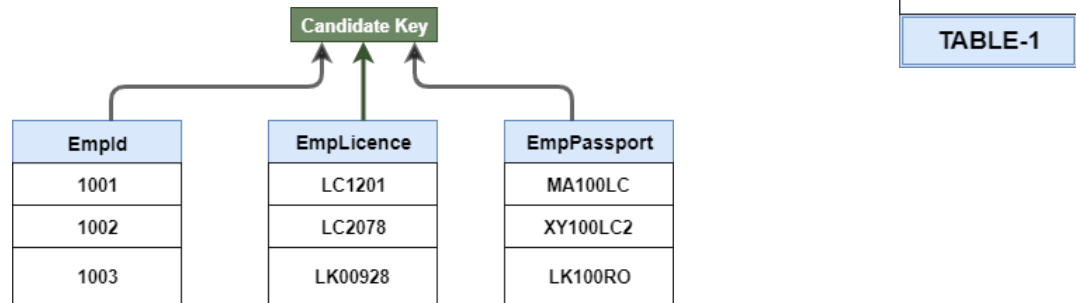 Candidate Key
TABLE-1
EmpId EmpLicence EmpPassport
1001 LC1201 MA100LC
1002 LC2078 XY100LC2
1003 LK00928 LK100RO